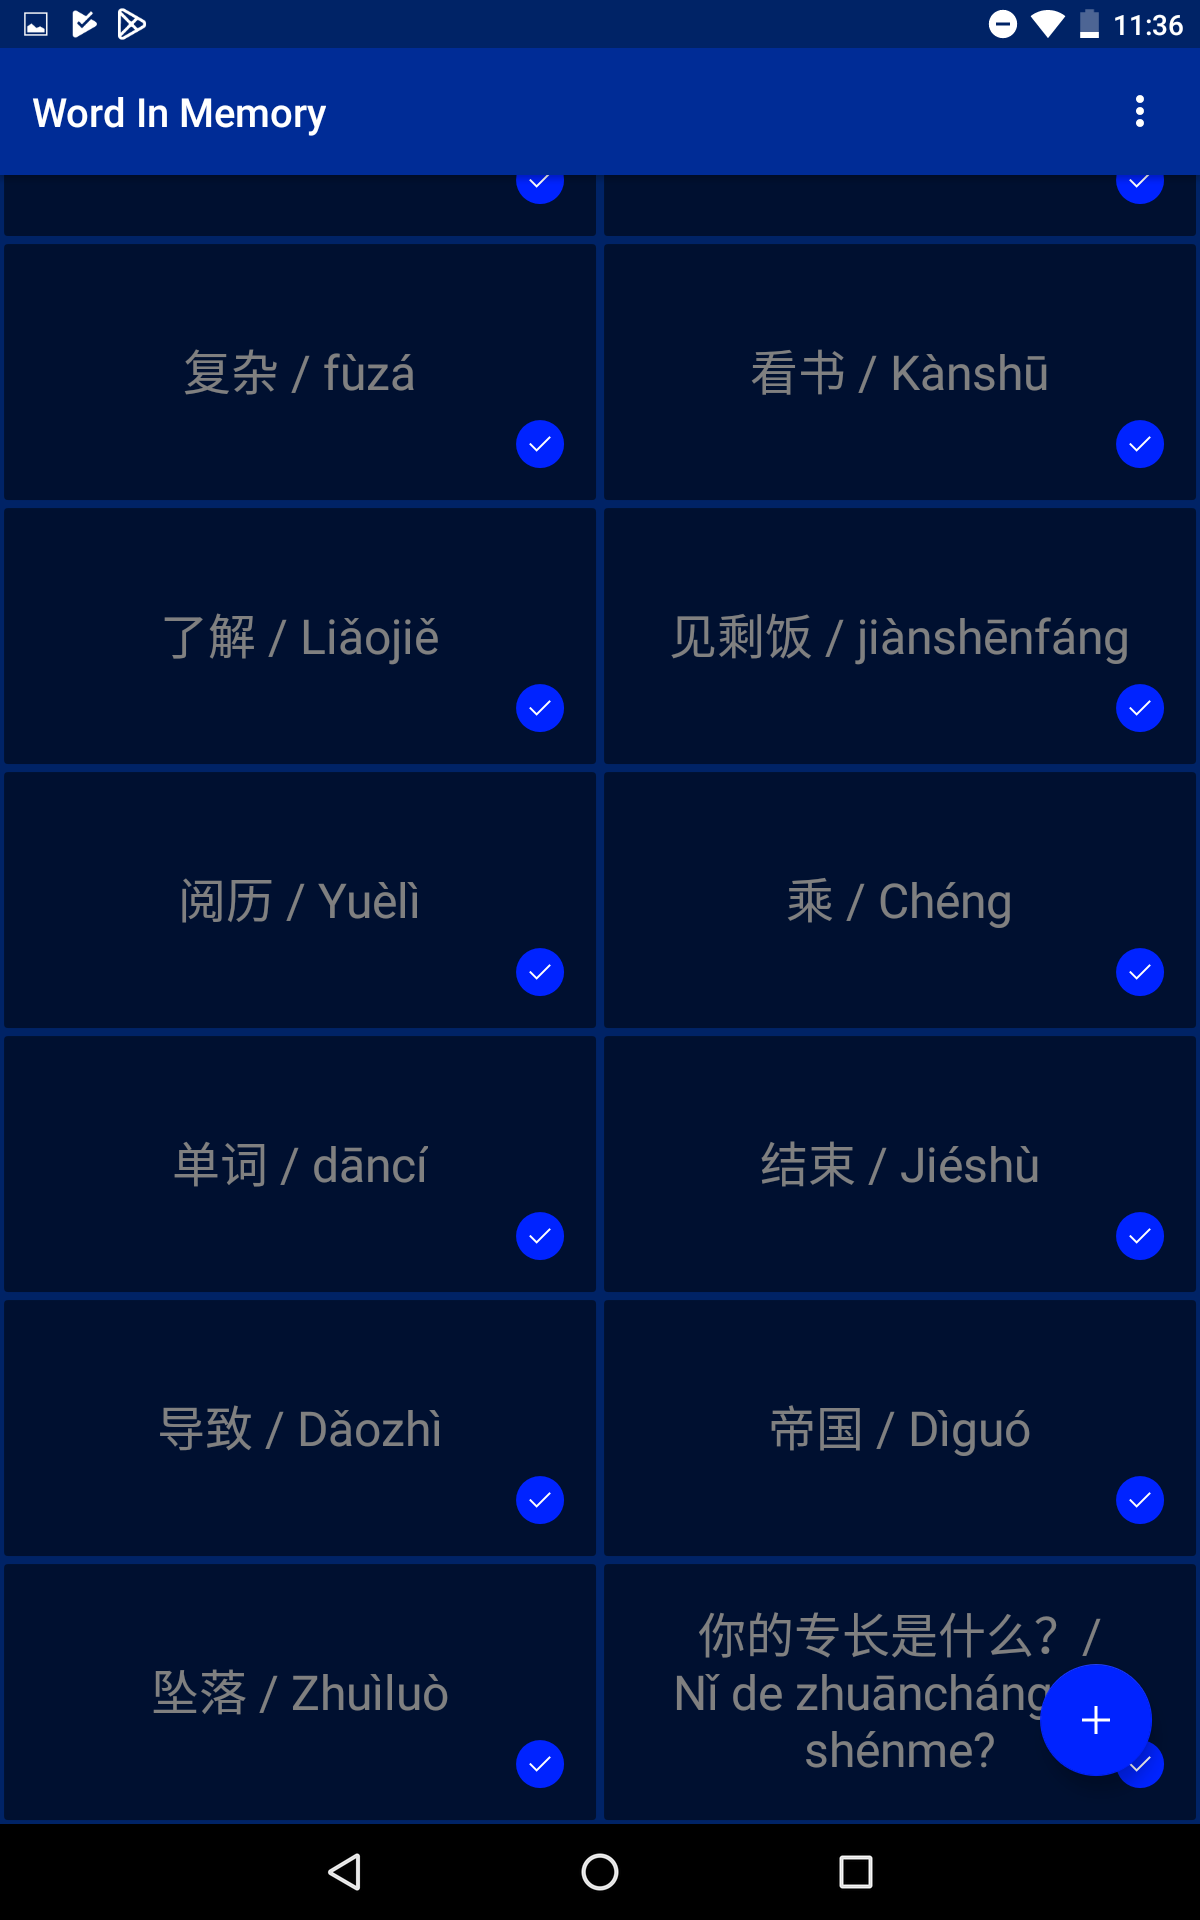 11:36
Word In Memory
复杂 / fùzá
看书 / Kànshū
了解 / Liǎojiě
见剩饭 / jiànshēnfáng
阅历 / Yuèlì
乘 / Chéng
单词 / dāncí
结束 / Jiéshù
导致 / Dǎozhì
帝国 / Dìguó
坠落 / Zhuìluò
你的专长是什么？ /
Nǐ de zhuāncháng
shénme?